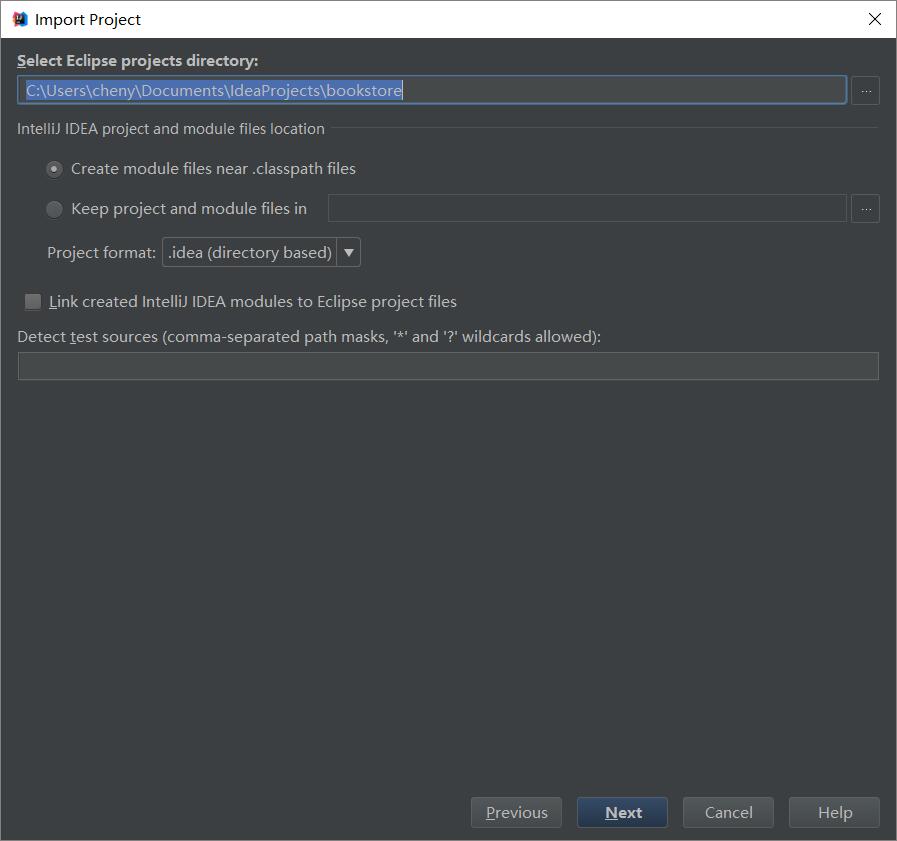 Import Project
Select Eclipse projects directory:
C:\Users\cheny\Documents\IdeaProjects\bookstore
...
IntelliJ IDEA project and module files location
Create module files near .classpath files
Keep project and module files in
...
Project format: .idea (directory based)
Link created IntelliJ IDEA modules to Eclipse project files
Detect test sources (comma-separated path masks, '*' and '?' wildcards allowed):
Previous Next Cancel Help